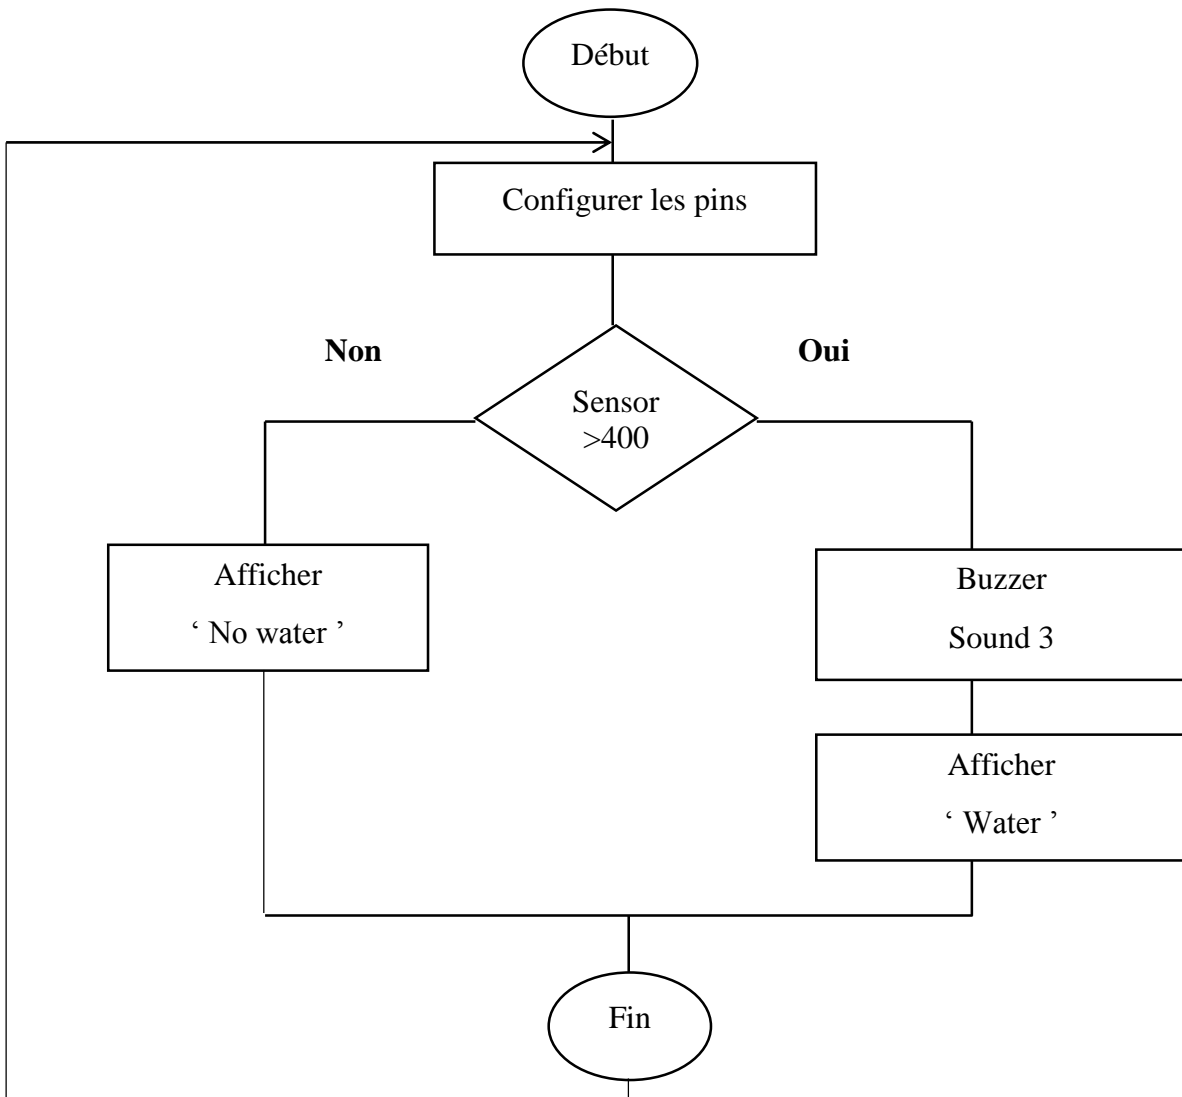 Début
Configurer les pins
Non
Oui
Sensor
>400
Afficher
‘ No water ’
Buzzer
Sound 3
Afficher
‘ Water ’
Fin